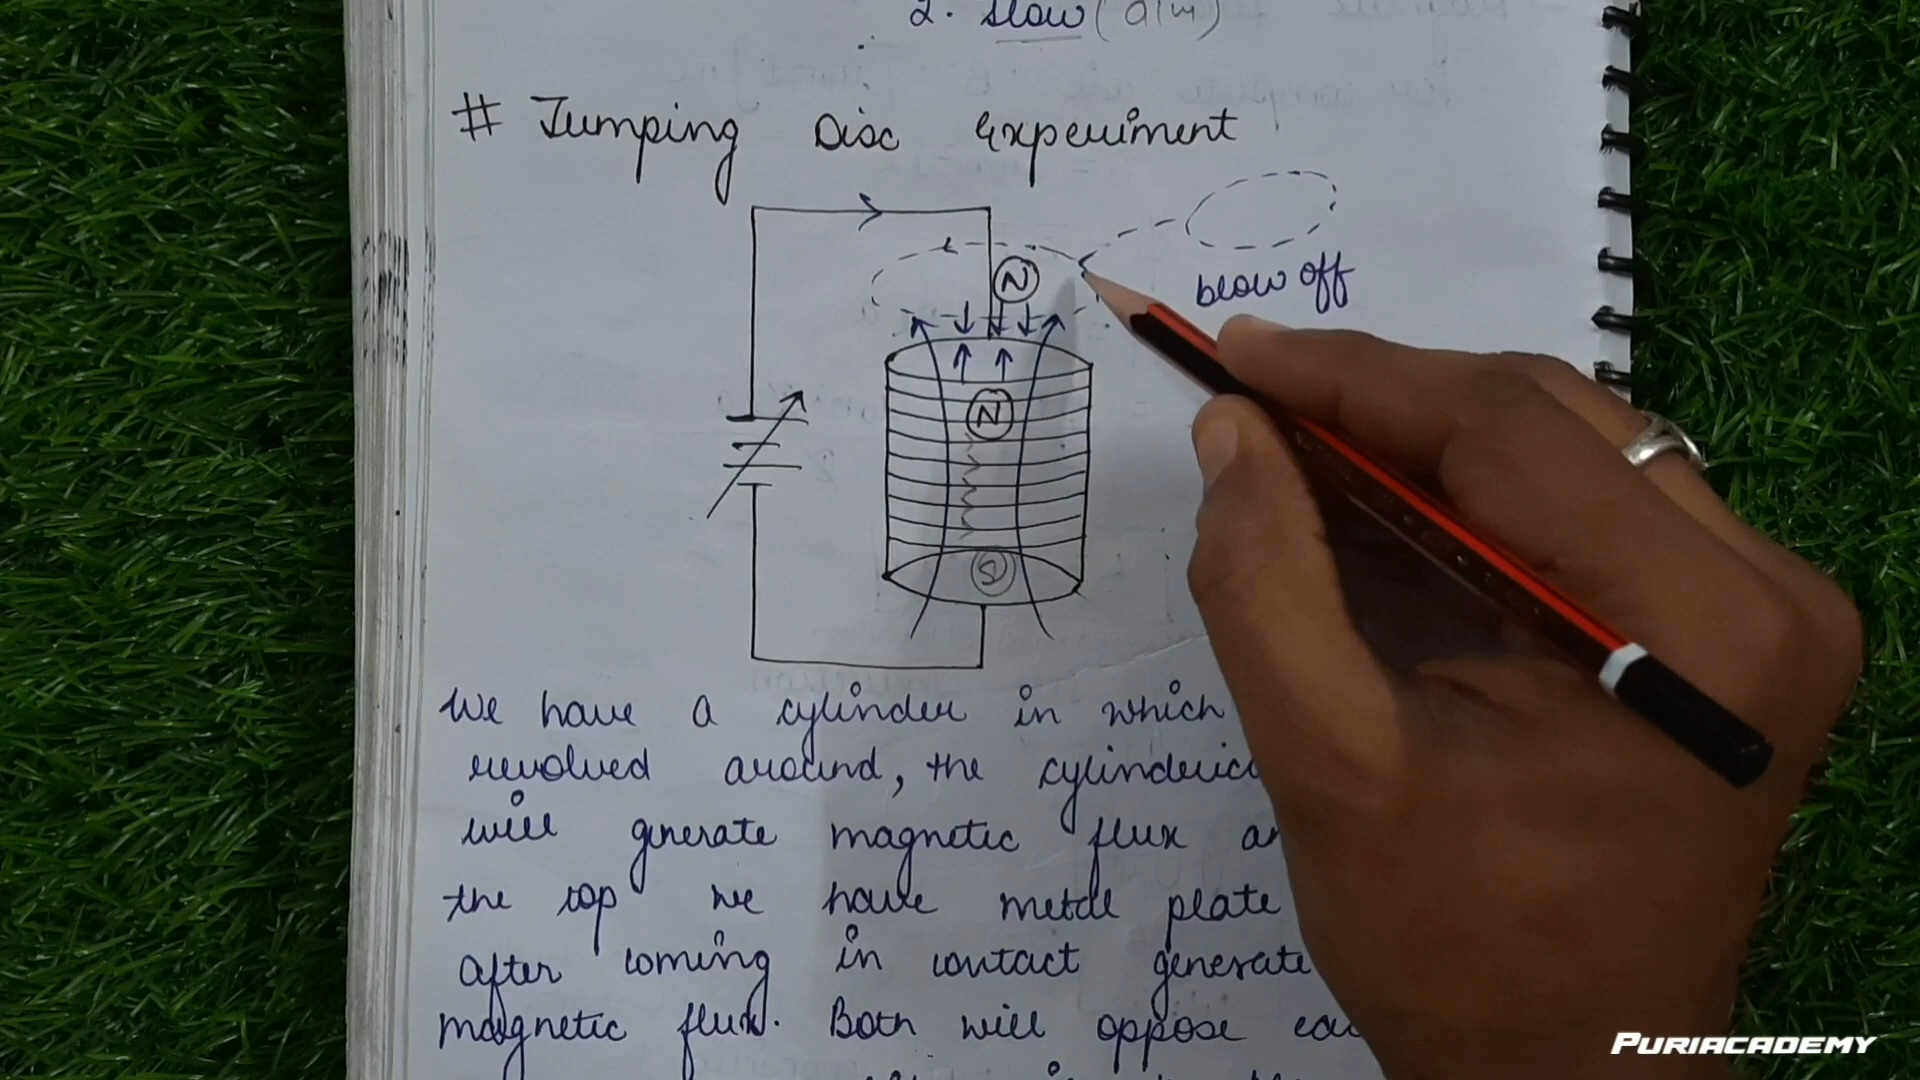 2. Slow (dim)
# Jumping Disc Experiment
N
blow off
N
S
We have a cylinder in which
revolved around, the
will generate magnetic flux
the top we have metal plate
after coming in contact generate
magnetic flux. Both will oppose
PURIACADEMY